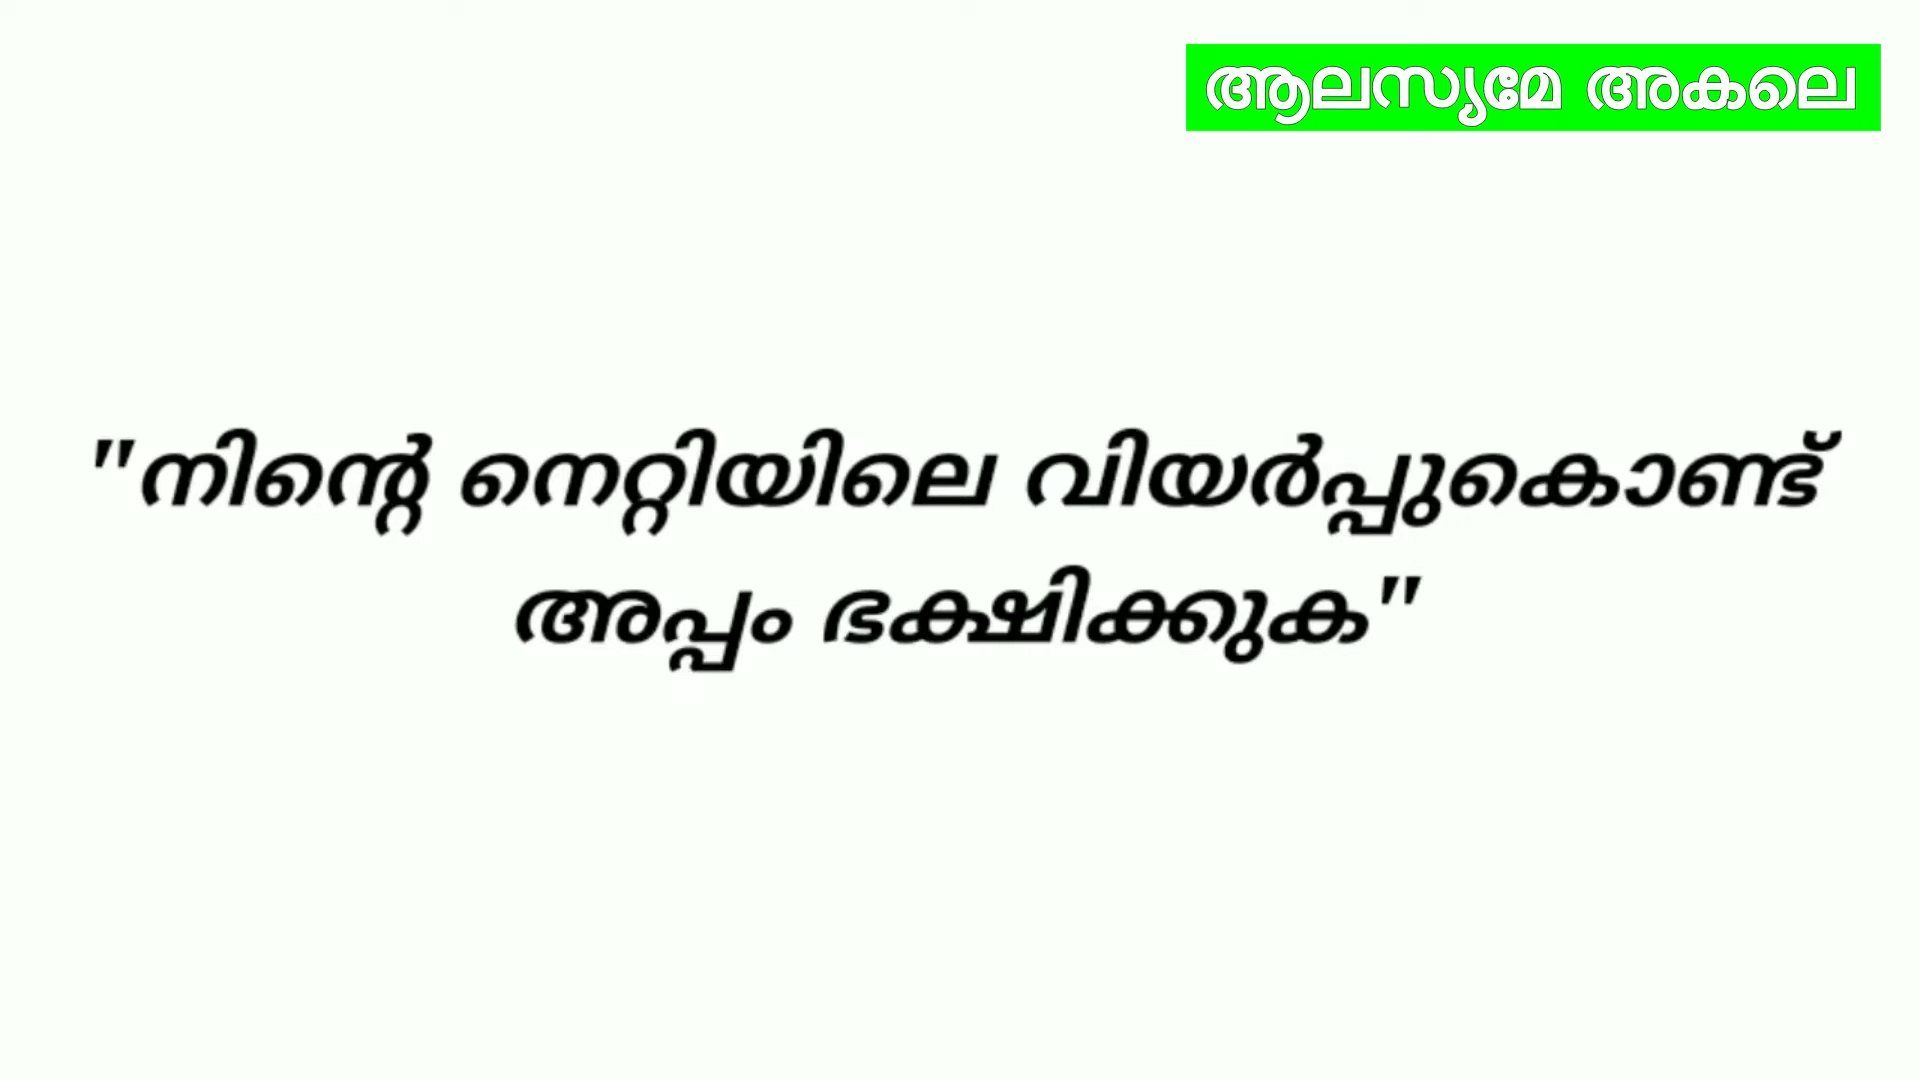 ആലസ്യമേ അകലെ
"നിന്റെ നെറ്റിയിലെ വിയർപ്പുകൊണ്ട്
അപ്പം ഭക്ഷിക്കുക"